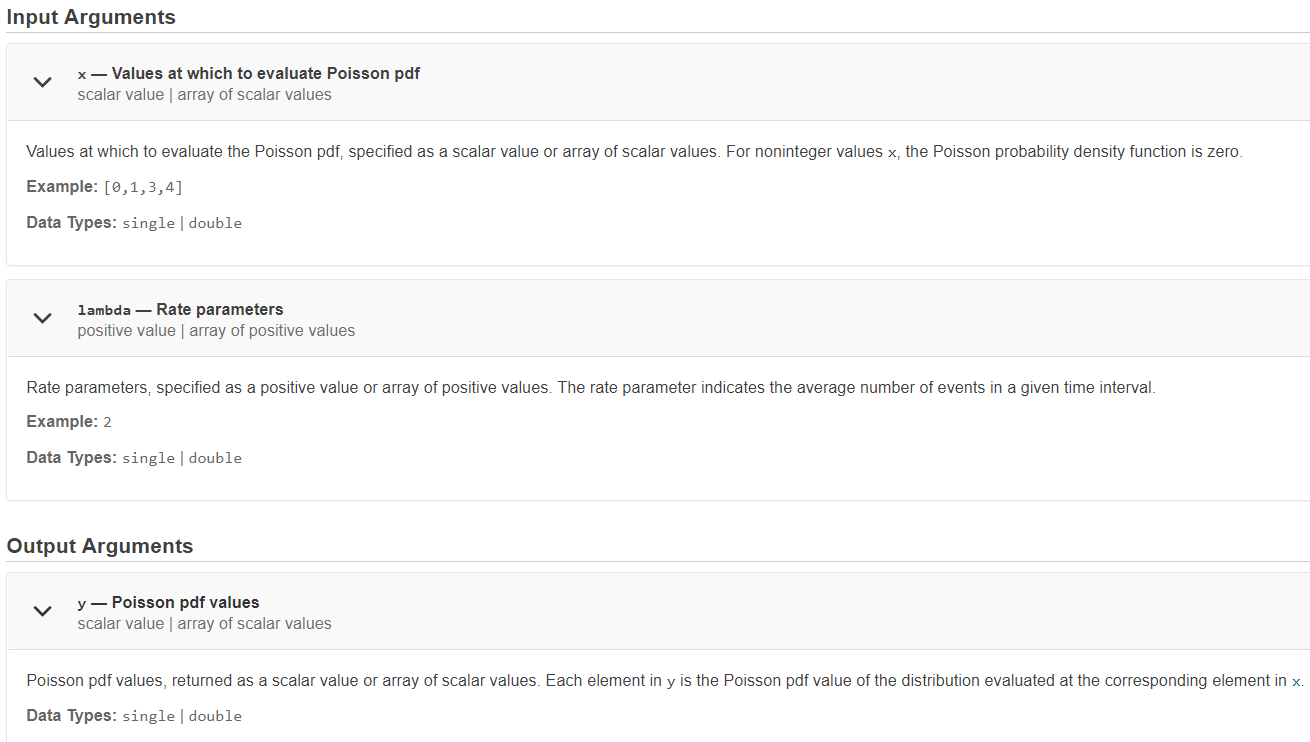 Input Arguments
x — Values at which to evaluate Poisson pdf
scalar value | array of scalar values
Values at which to evaluate the Poisson pdf, specified as a scalar value or array of scalar values. For noninteger values x, the Poisson probability density function is zero.
Example: [0,1,3,4]
Data Types: single | double
lambda — Rate parameters
positive value | array of positive values
Rate parameters, specified as a positive value or array of positive values. The rate parameter indicates the average number of events in a given time interval.
Example: 2
Data Types: single | double
Output Arguments
y — Poisson pdf values
scalar value | array of scalar values
Poisson pdf values, returned as a scalar value or array of scalar values. Each element in y is the Poisson pdf value of the distribution evaluated at the corresponding element in x.
Data Types: single | double